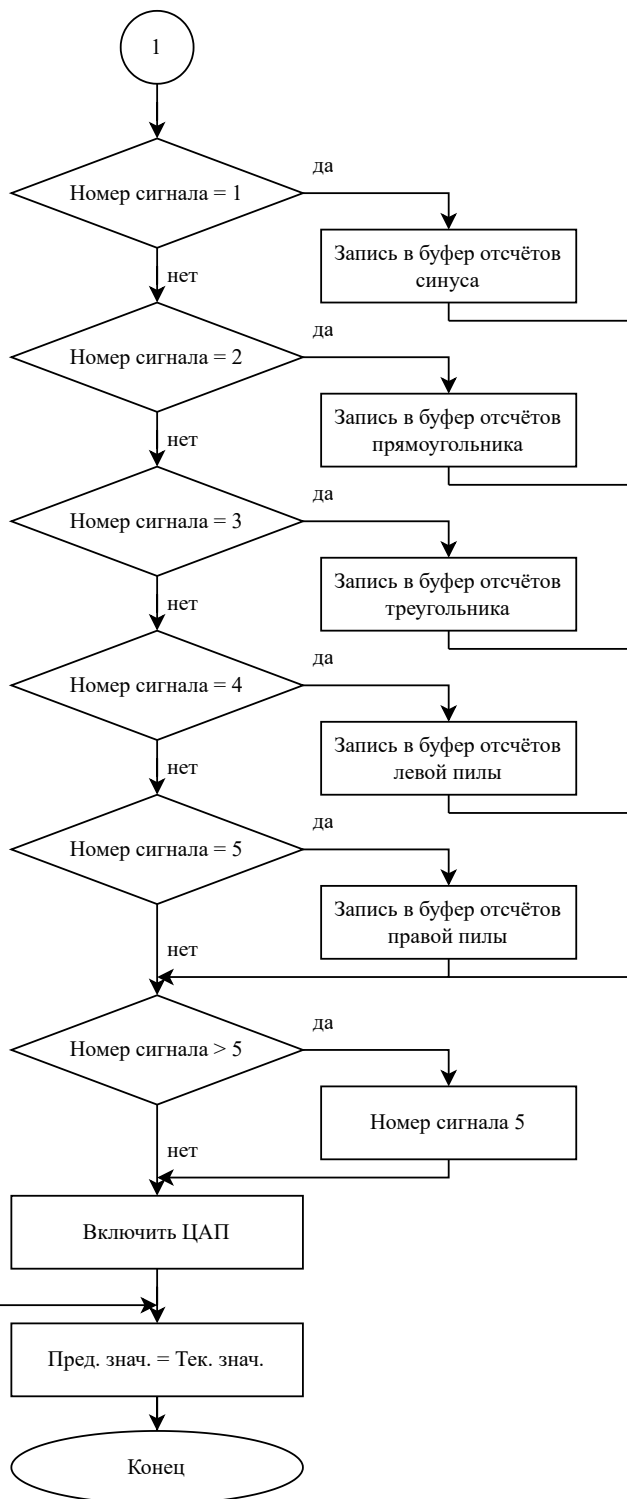 1
Номер сигнала = 1
да
Запись в буфер отсчётов
синуса
нет
Номер сигнала = 2
да
Запись в буфер отсчётов
прямоугольника
нет
Номер сигнала = 3
да
Запись в буфер отсчётов
треугольника
нет
Номер сигнала = 4
да
Запись в буфер отсчётов
левой пилы
нет
Номер сигнала = 5
да
Запись в буфер отсчётов
правой пилы
нет
Номер сигнала > 5
да
Номер сигнала 5
нет
Включить ЦАП
Пред. знач. = Тек. знач.
Конец